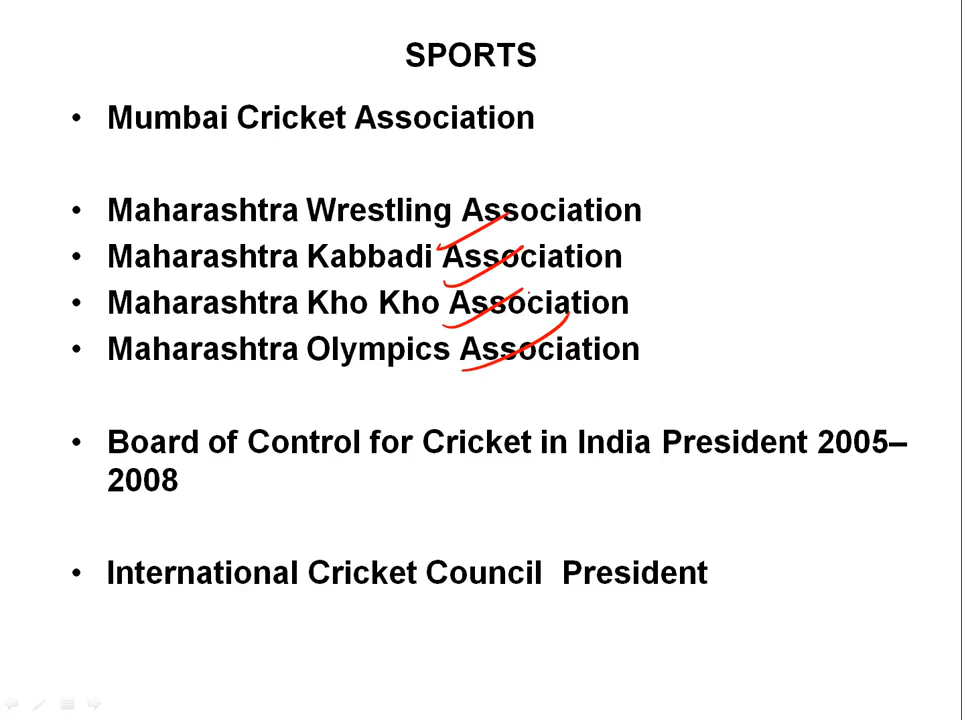 SPORTS
• Mumbai Cricket Association
• Maharashtra Wrestling Association
• Maharashtra Kabbadi Association
• Maharashtra Kho Kho Association
• Maharashtra Olympics Association
• Board of Control for Cricket in India President 2005–
2008
• International Cricket Council  President